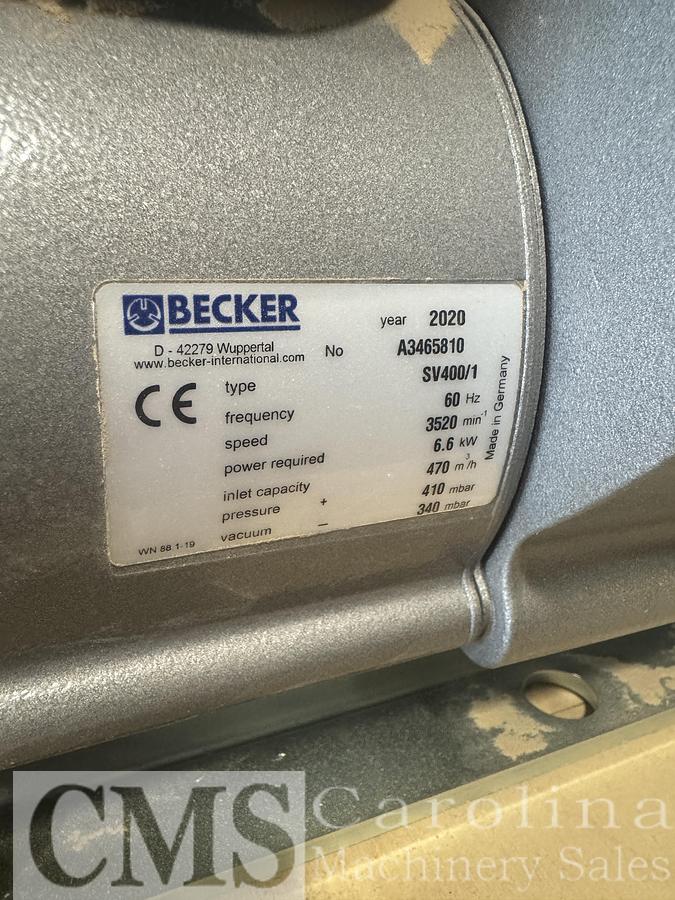 BECKER
year 2020
D - 42279 Wuppertal
www.becker-international.com
No A3465810
CE
type SV400/1
frequency 60 Hz
speed 3520 min-1
power required 6.6 kW
inlet capacity 470 m3/h
pressure + 410 mbar
vacuum – 340 mbar
WN 88 1-19
Made in Germany
CMS Carolina
Machinery Sales